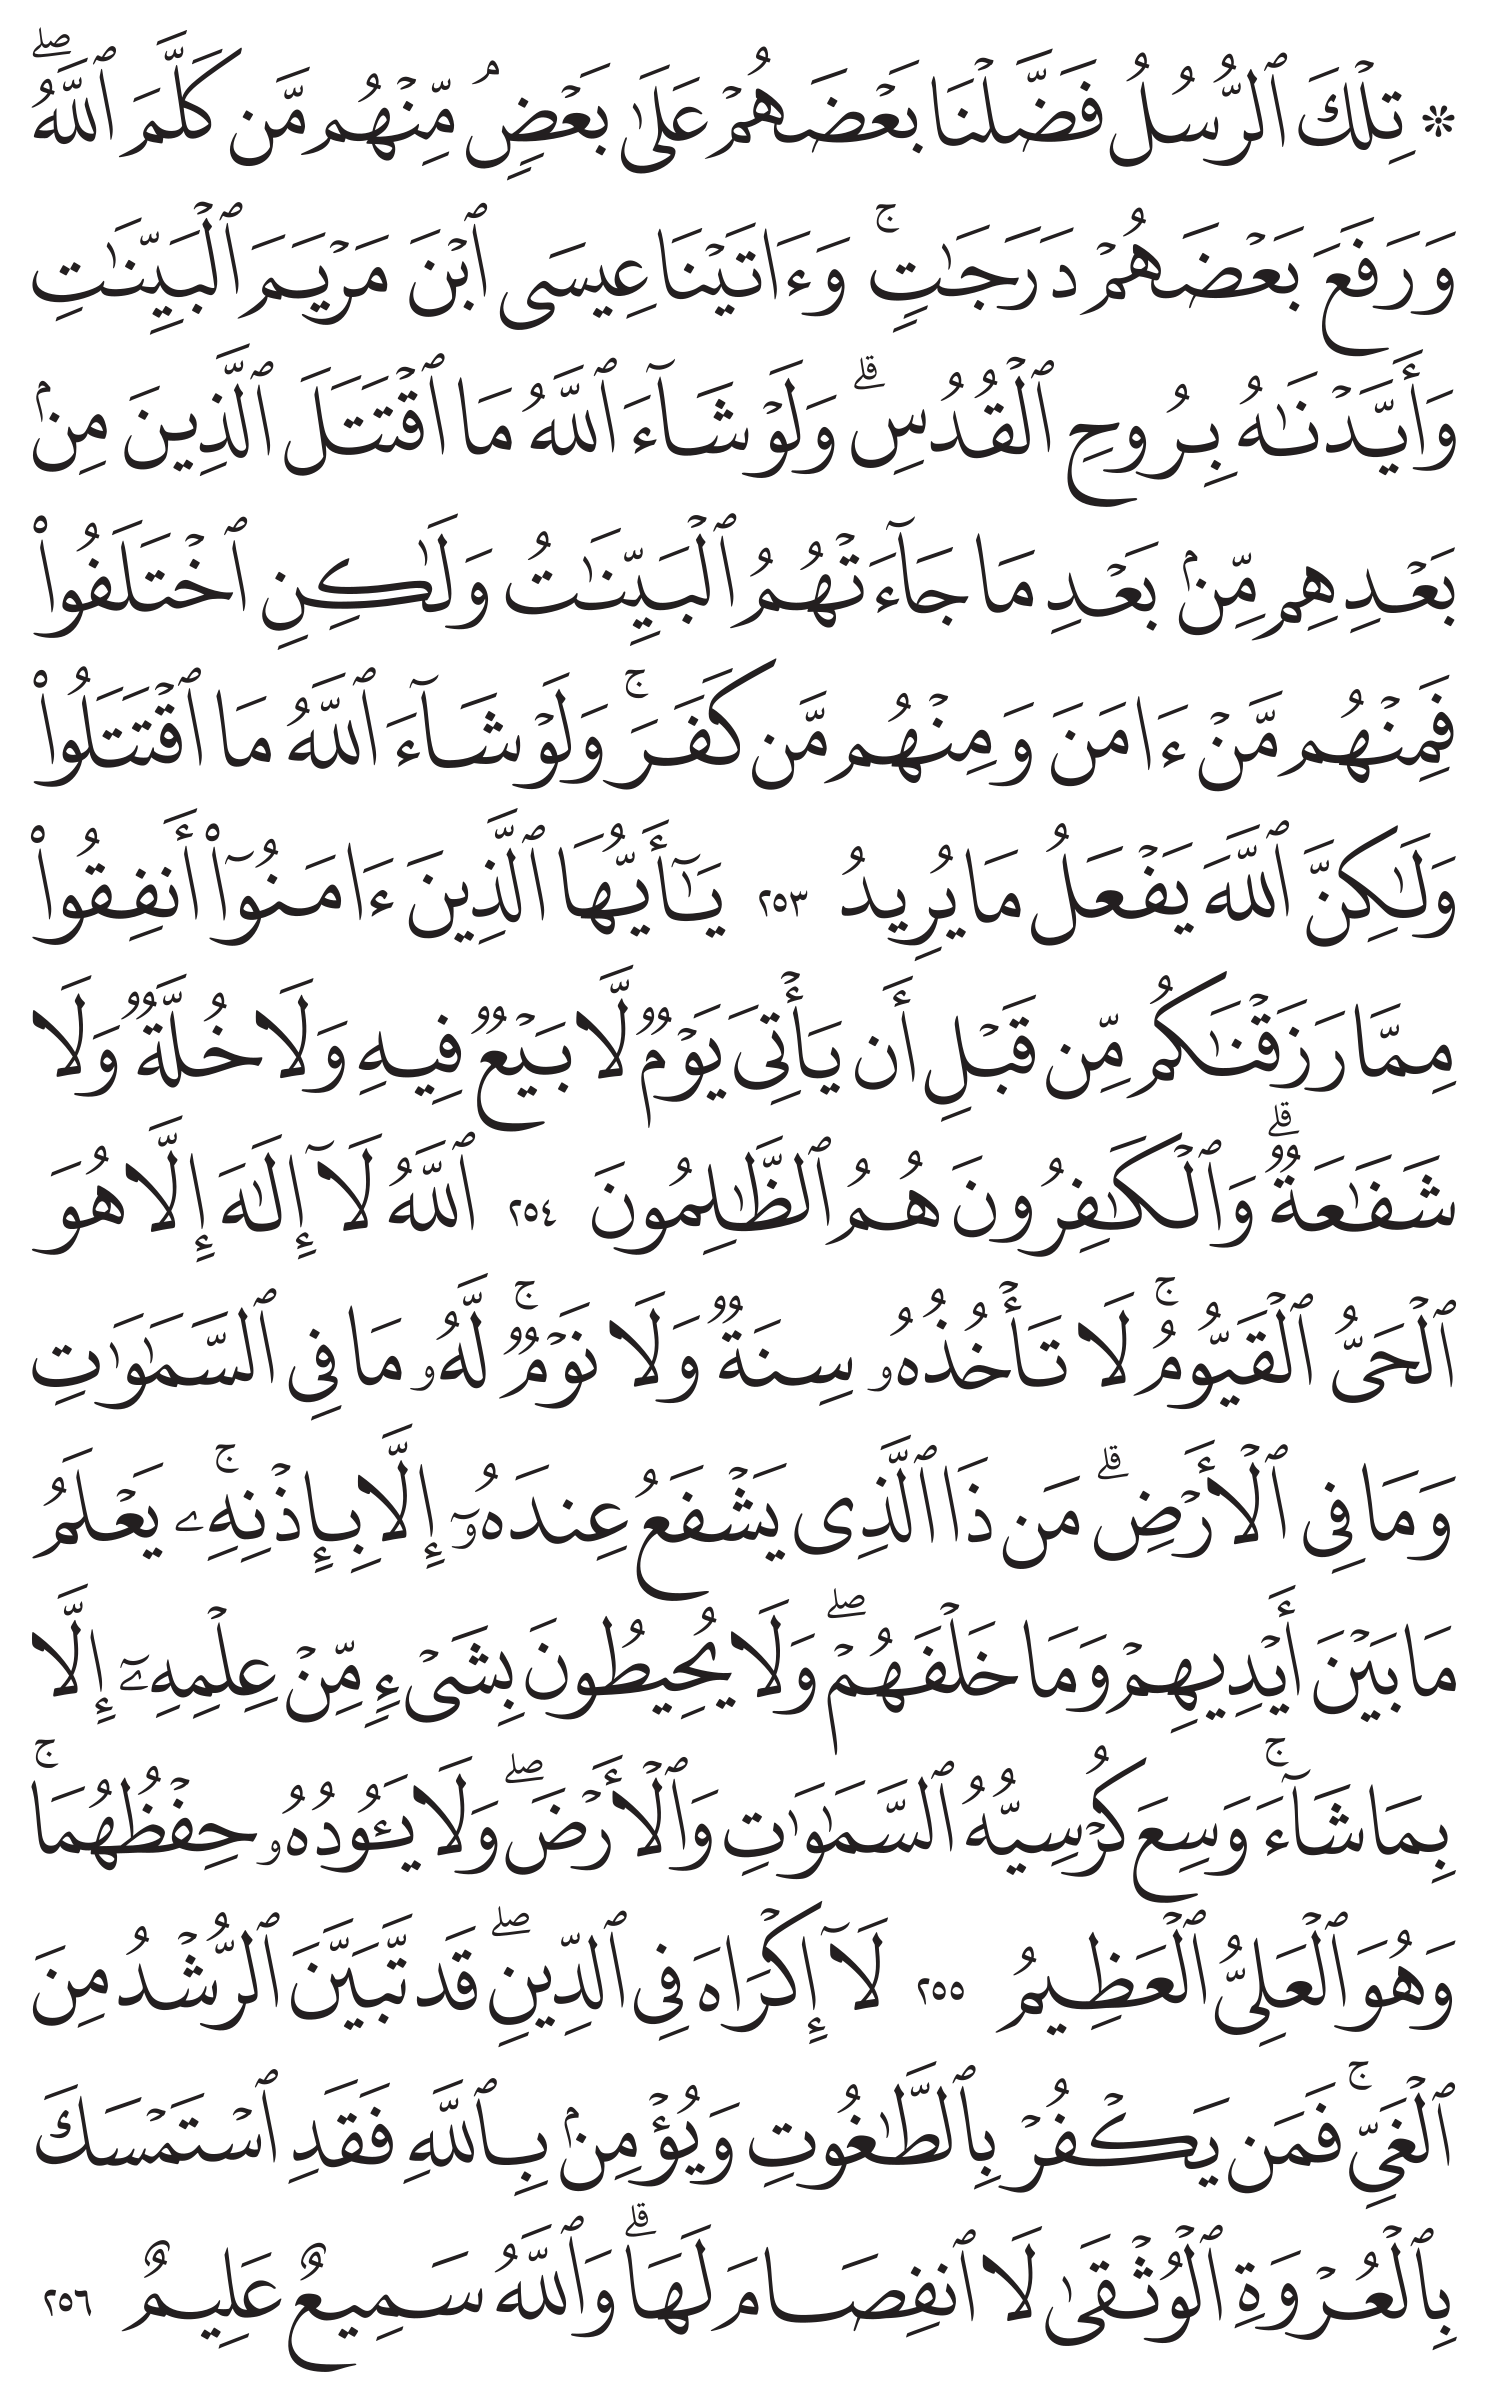 ۞ تِلۡكَ ٱلرُّسُلُ فَضَّلۡنَا بَعۡضَهُمۡ عَلَىٰ بَعۡضٖۘ مِّنۡهُم مَّن كَلَّمَ ٱللَّهُۖ
وَرَفَعَ بَعۡضَهُمۡ دَرَجَٰتٖۚ وَءَاتَيۡنَا عِيسَى ٱبۡنَ مَرۡيَمَ ٱلۡبَيِّنَٰتِ
وَأَيَّدۡنَٰهُ بِرُوحِ ٱلۡقُدُسِۗ وَلَوۡ شَآءَ ٱللَّهُ مَا ٱقۡتَتَلَ ٱلَّذِينَ مِنۢ
بَعۡدِهِم مِّنۢ بَعۡدِ مَا جَآءَتۡهُمُ ٱلۡبَيِّنَٰتُ وَلَٰكِنِ ٱخۡتَلَفُواْ
فَمِنۡهُم مَّنۡ ءَامَنَ وَمِنۡهُم مَّن كَفَرَۚ وَلَوۡ شَآءَ ٱللَّهُ مَا ٱقۡتَتَلُواْ
وَلَٰكِنَّ ٱللَّهَ يَفۡعَلُ مَا يُرِيدُ ٢٥٣ يَٰٓأَيُّهَا ٱلَّذِينَ ءَامَنُوٓاْ أَنفِقُواْ
مِمَّا رَزَقۡنَٰكُم مِّن قَبۡلِ أَن يَأۡتِيَ يَوۡمٞ لَّا بَيۡعٞ فِيهِ وَلَا خُلَّةٞ وَلَا
شَفَٰعَةٞۗ وَٱلۡكَٰفِرُونَ هُمُ ٱلظَّٰلِمُونَ ٢٥٤ ٱللَّهُ لَآ إِلَٰهَ إِلَّا هُوَ
ٱلۡحَيُّ ٱلۡقَيُّومُۚ لَا تَأۡخُذُهُۥ سِنَةٞ وَلَا نَوۡمٞۚ لَّهُۥ مَا فِي ٱلسَّمَٰوَٰتِ
وَمَا فِي ٱلۡأَرۡضِۗ مَن ذَا ٱلَّذِي يَشۡفَعُ عِندَهُۥٓ إِلَّا بِإِذۡنِهِۦۚ يَعۡلَمُ
مَا بَيۡنَ أَيۡدِيهِمۡ وَمَا خَلۡفَهُمۡۖ وَلَا يُحِيطُونَ بِشَيۡءٖ مِّنۡ عِلۡمِهِۦٓ إِلَّا
بِمَا شَآءَۚ وَسِعَ كُرۡسِيُّهُ ٱلسَّمَٰوَٰتِ وَٱلۡأَرۡضَۖ وَلَا يَـُٔودُهُۥ حِفۡظُهُمَاۚ
وَهُوَ ٱلۡعَلِيُّ ٱلۡعَظِيمُ ٢٥٥ لَآ إِكۡرَاهَ فِي ٱلدِّينِۖ قَد تَّبَيَّنَ ٱلرُّشۡدُ مِنَ
ٱلۡغَيِّۚ فَمَن يَكۡفُرۡ بِٱلطَّٰغُوتِ وَيُؤۡمِنۢ بِٱللَّهِ فَقَدِ ٱسۡتَمۡسَكَ
بِٱلۡعُرۡوَةِ ٱلۡوُثۡقَىٰ لَا ٱنفِصَامَ لَهَاۗ وَٱللَّهُ سَمِيعٌ عَلِيمٌ ٢٥٦